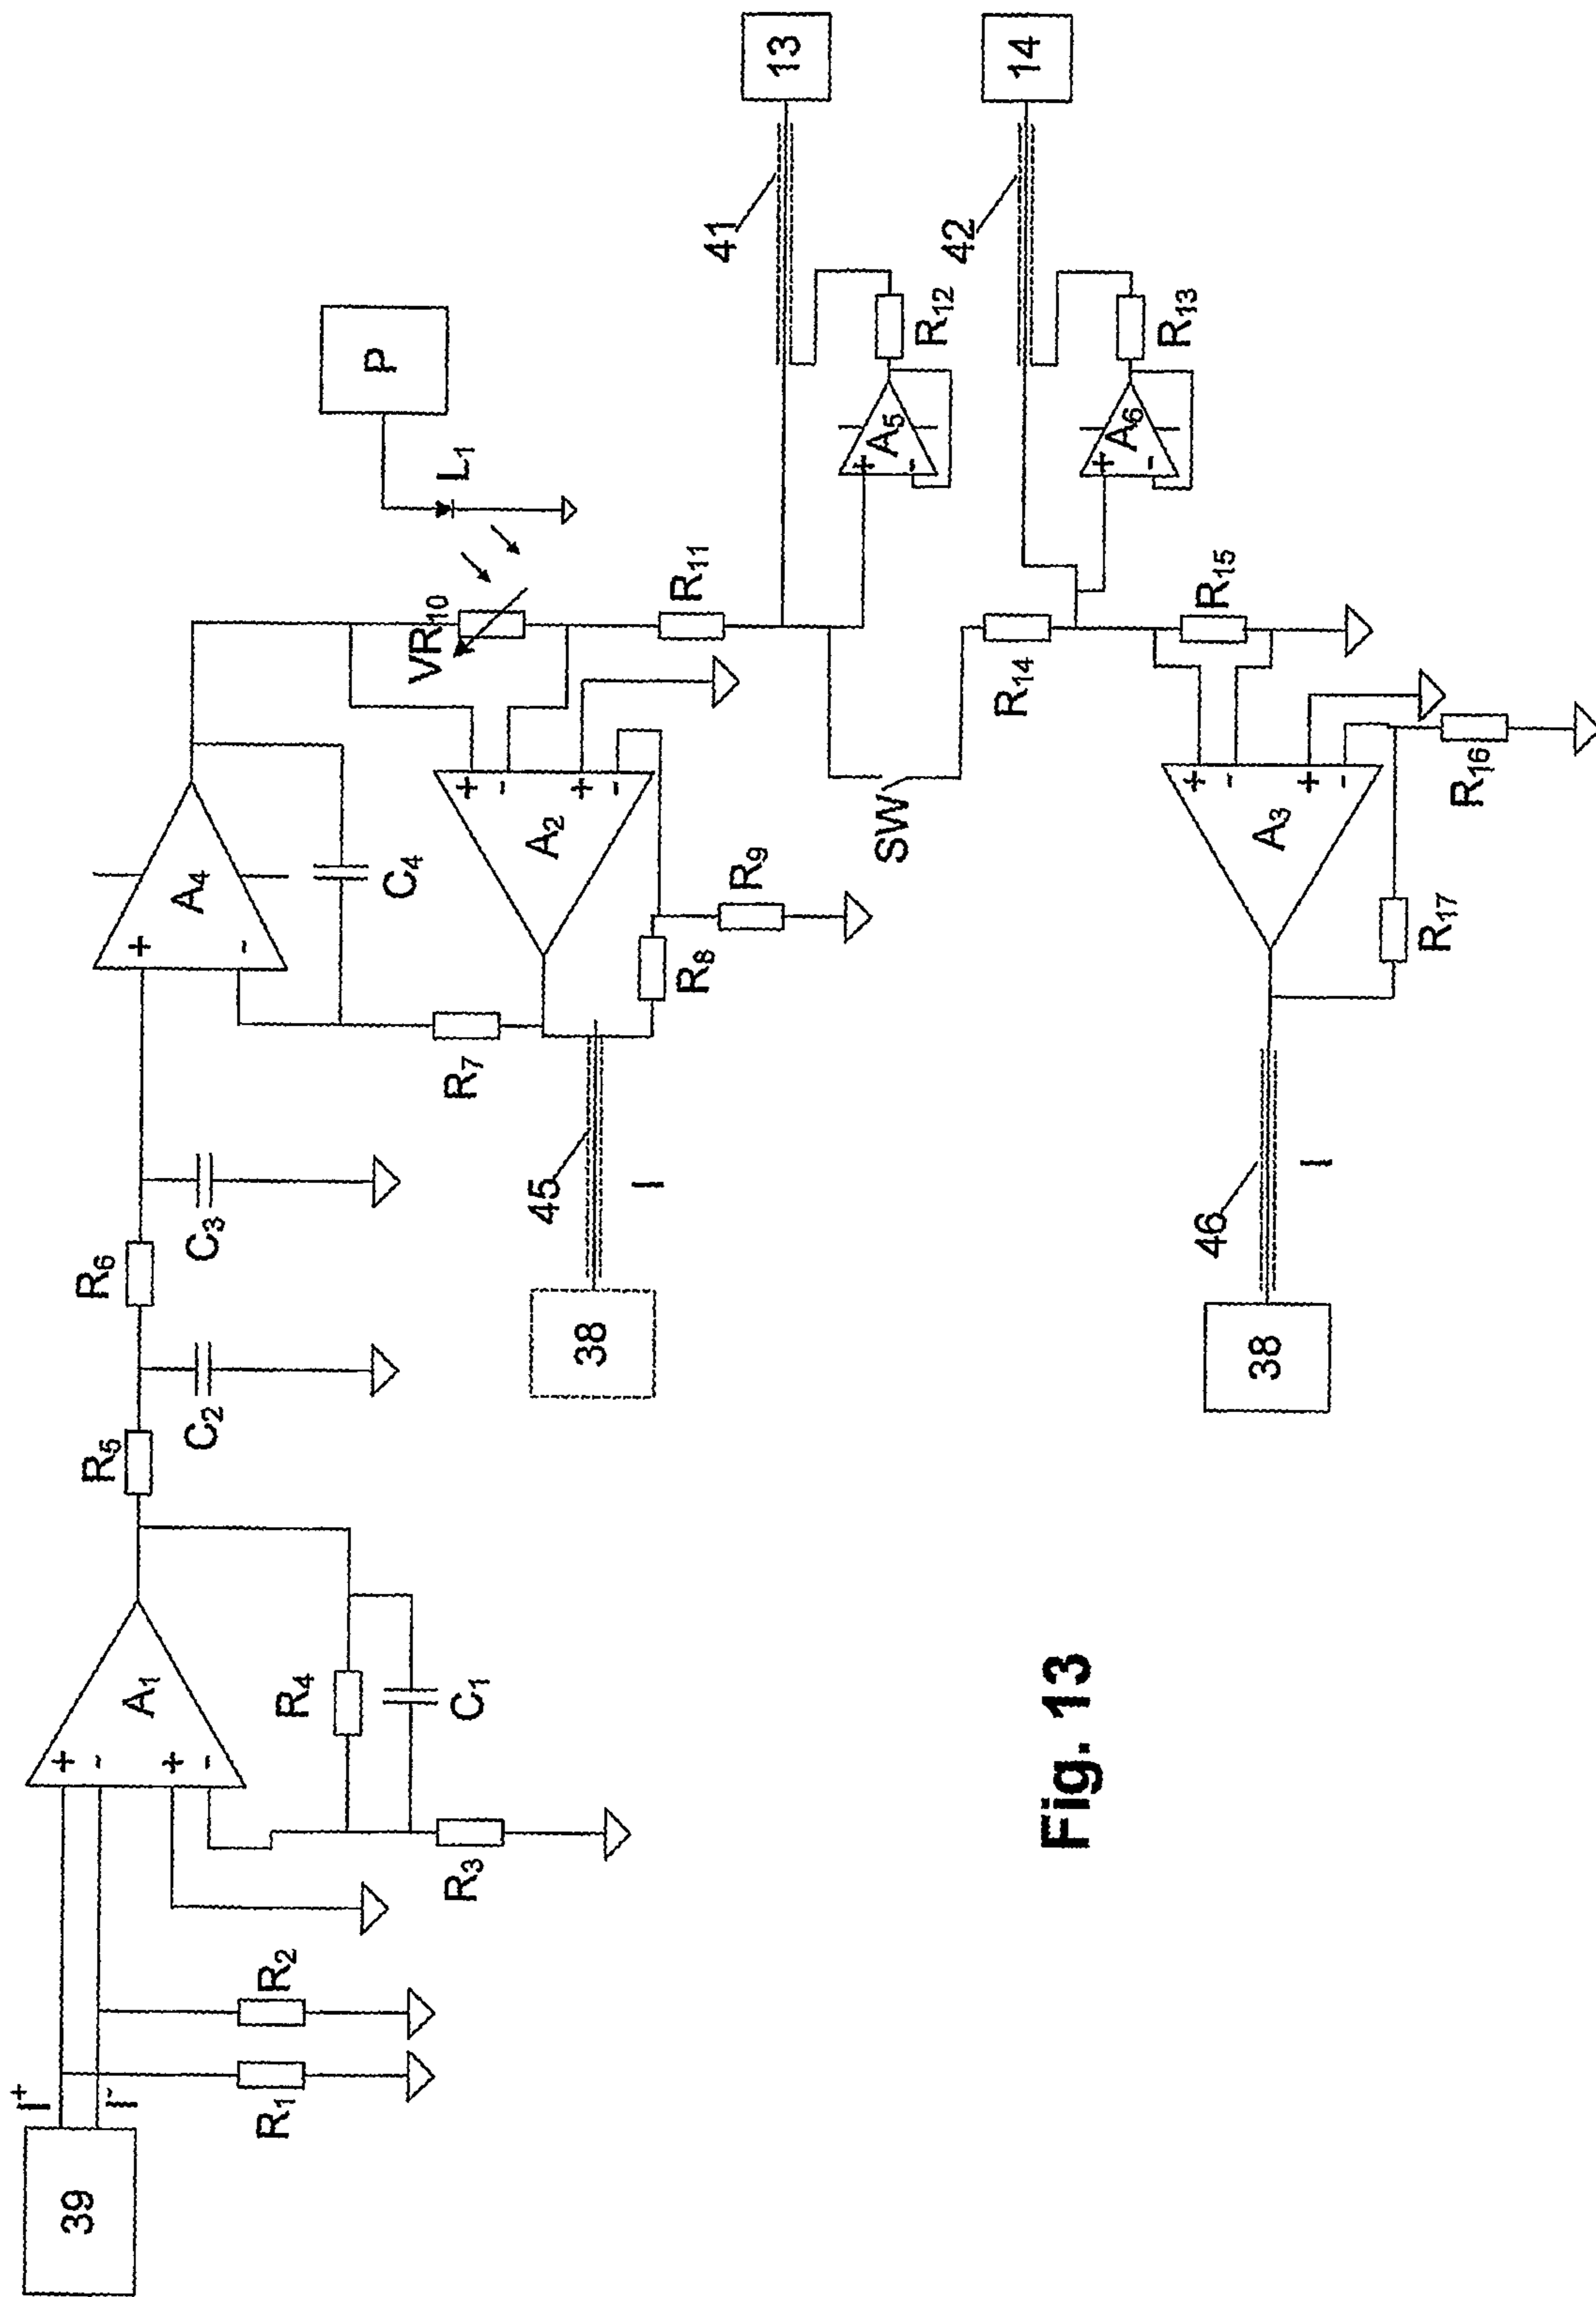 39
I⁺
I⁻
R₁
R₂
+
-
+
-
A₁
R₃
R₄
C₁
R₅
C₂
R₆
C₃
+
-
A₄
C₄
R₇
+
-
+
-
A₂
R₈
R₉
45
I
38
VR₁₀
L₁
P
R₁₁
41
13
+
-
A₅
R₁₂
SW
R₁₄
42
14
+
-
A₆
R₁₃
R₁₅
+
-
+
-
A₃
R₁₆
R₁₇
46
I
38
Fig. 13